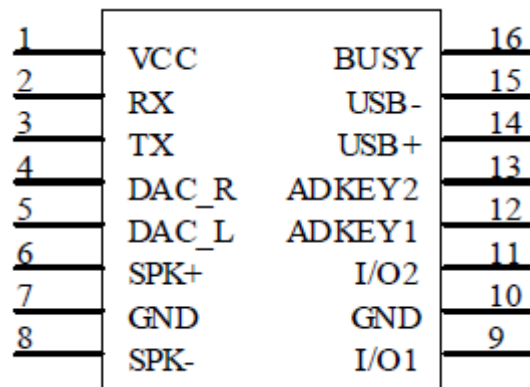 1 VCC BUSY 16
2 RX USB- 15
3 TX USB+ 14
4 DAC_R ADKEY2 13
5 DAC_L ADKEY1 12
6 SPK+ I/O2 11
7 GND GND 10
8 SPK- I/O1 9